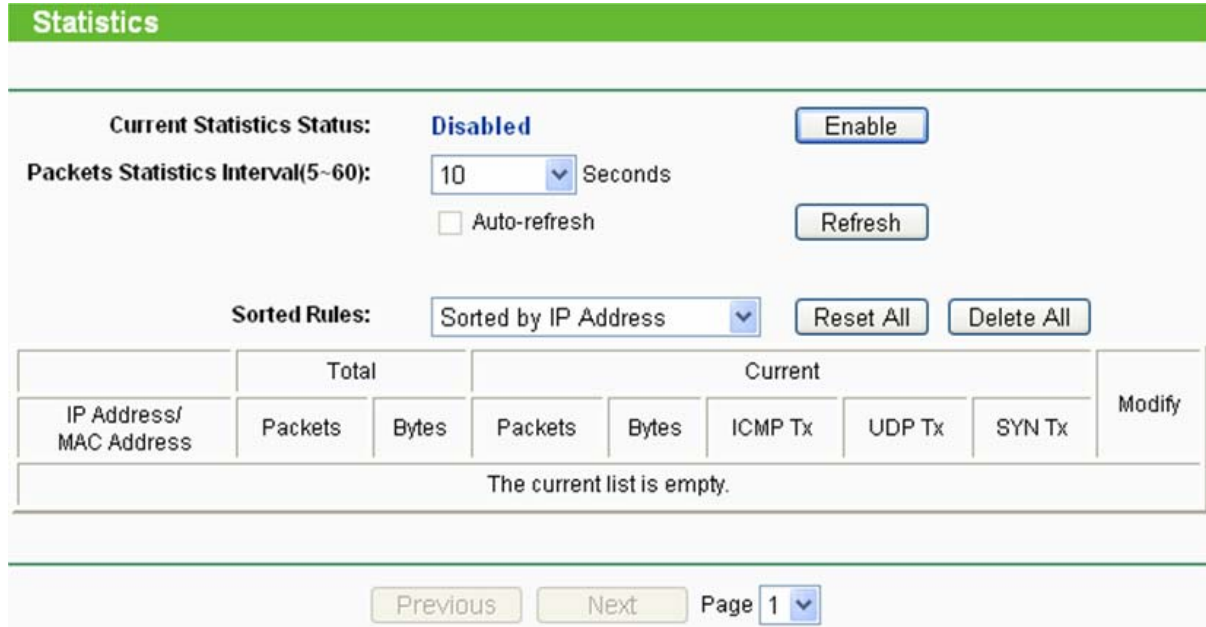 Statistics
Current Statistics Status: Disabled Enable
Packets Statistics Interval(5~60): 10 Seconds
Auto-refresh Refresh
Sorted Rules: Sorted by IP Address Reset All Delete All
Total Current Modify
IP Address/
MAC Address Packets Bytes Packets Bytes ICMP Tx UDP Tx SYN Tx
The current list is empty.
Previous Next Page 1